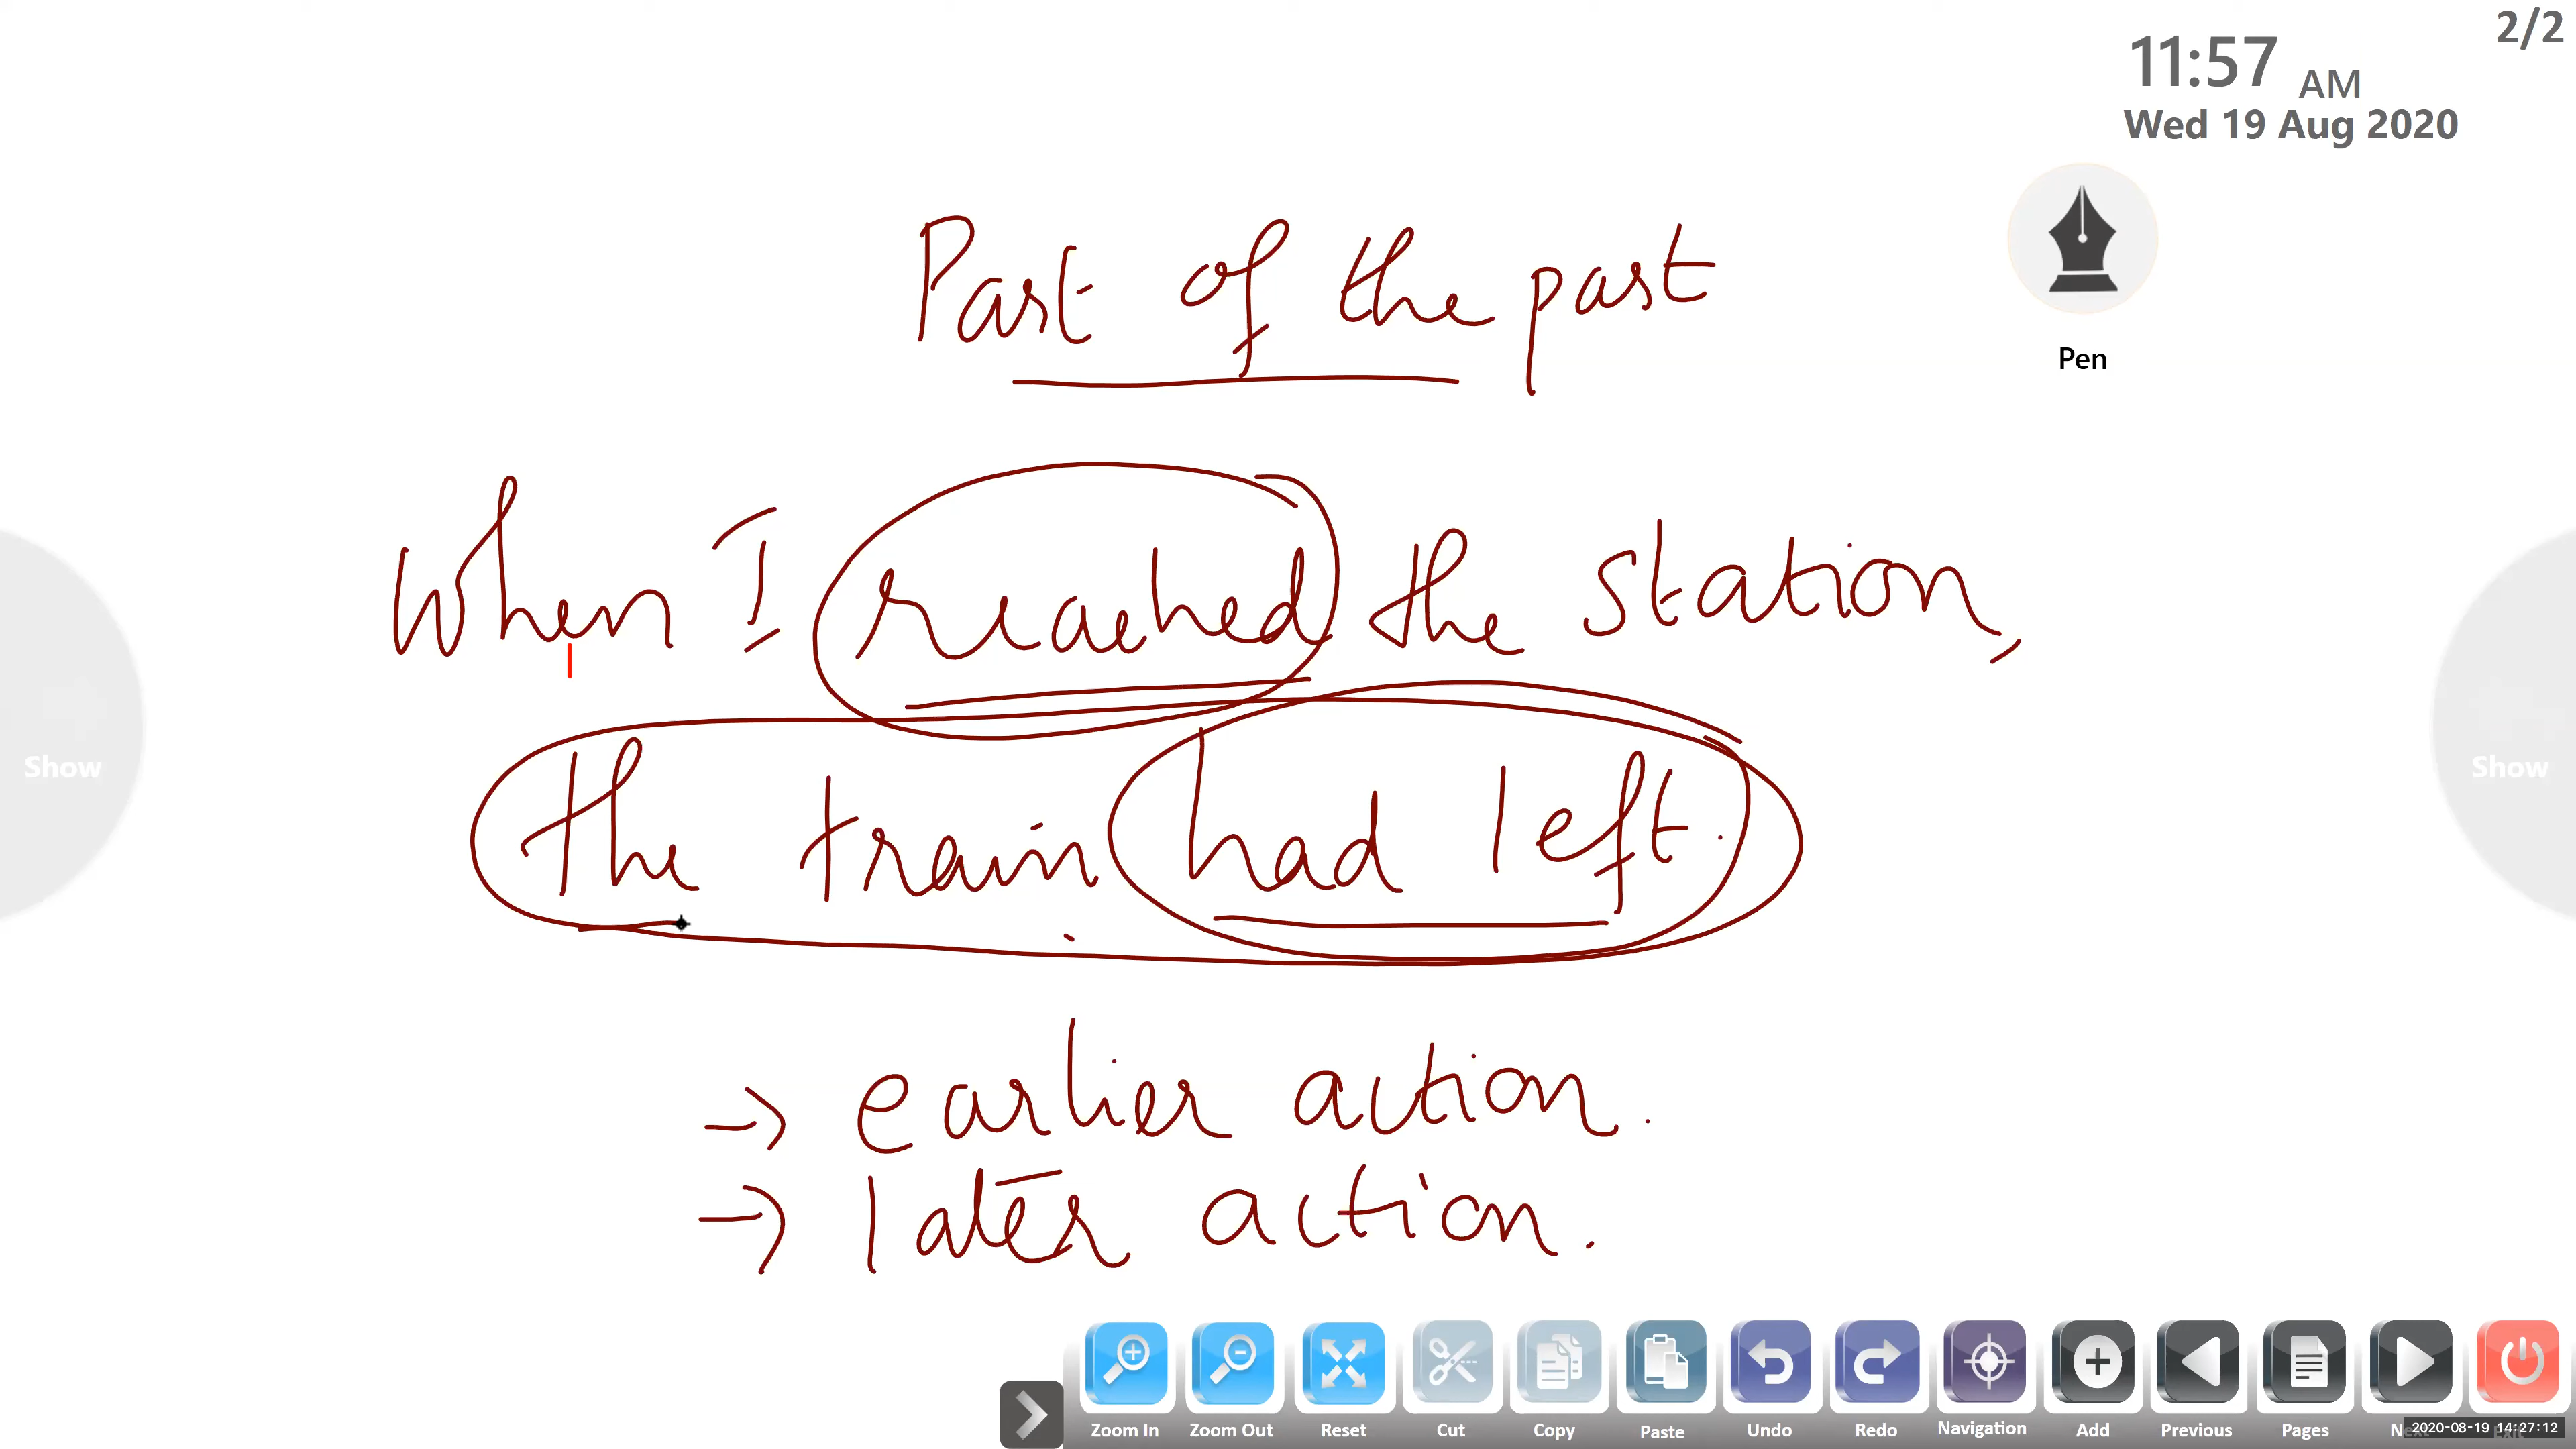 2/2
11:57 AM
Wed 19 Aug 2020
Pen
Past of the past
When I reached the station,
the train had left.
Show
Show
→ earlier action.
→ later action.
Zoom In Zoom Out Reset Cut Copy Paste Undo Redo Navigation Add Previous Pages
2020-08-19 14:27:12